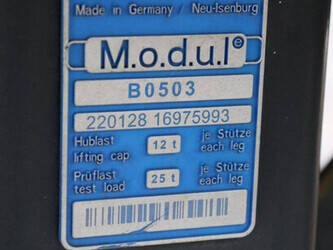 Made in Germany / Neu-Isenburg
M.o.d.u.l e
B0503
220128 16975993
Hublast 12 t je Stütze
lifting cap each leg
Prüflast 25 t je Stütze
test load each leg